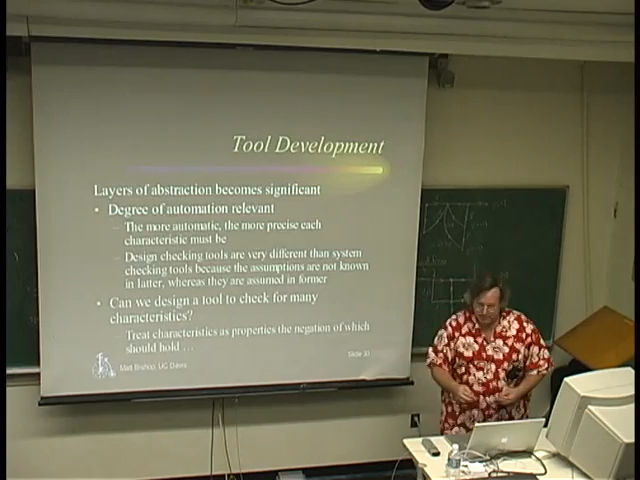 Tool Development
Layers of abstraction becomes significant
• Degree of automation relevant
– The more automatic, the more precise each
characteristic must be
– Design checking tools are very different than system
checking tools because the assumptions are not known
in latter, whereas they are assumed in former
• Can we design a tool to check for many
characteristics?
– Treat characteristics as properties the negation of which
should hold …
Matt Bishop, UC Davis
Slide 30